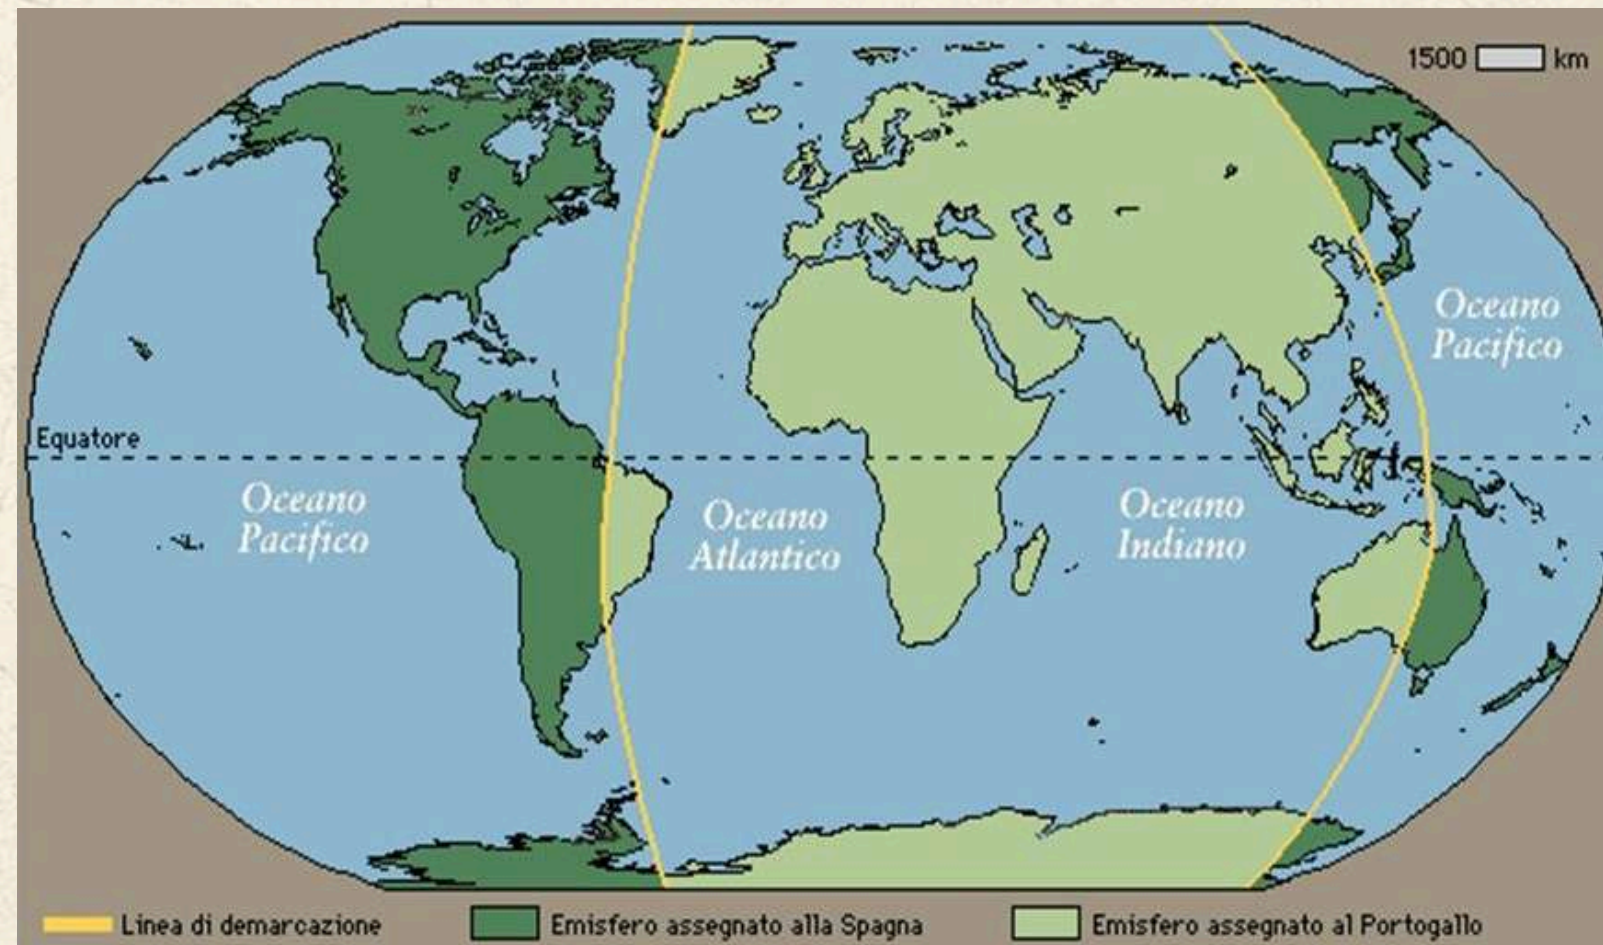 1500 km
Equatore
Oceano
Pacifico
Oceano
Atlantico
Oceano
Indiano
Oceano
Pacifico
Linea di demarcazione
Emisfero assegnato alla Spagna
Emisfero assegnato al Portogallo